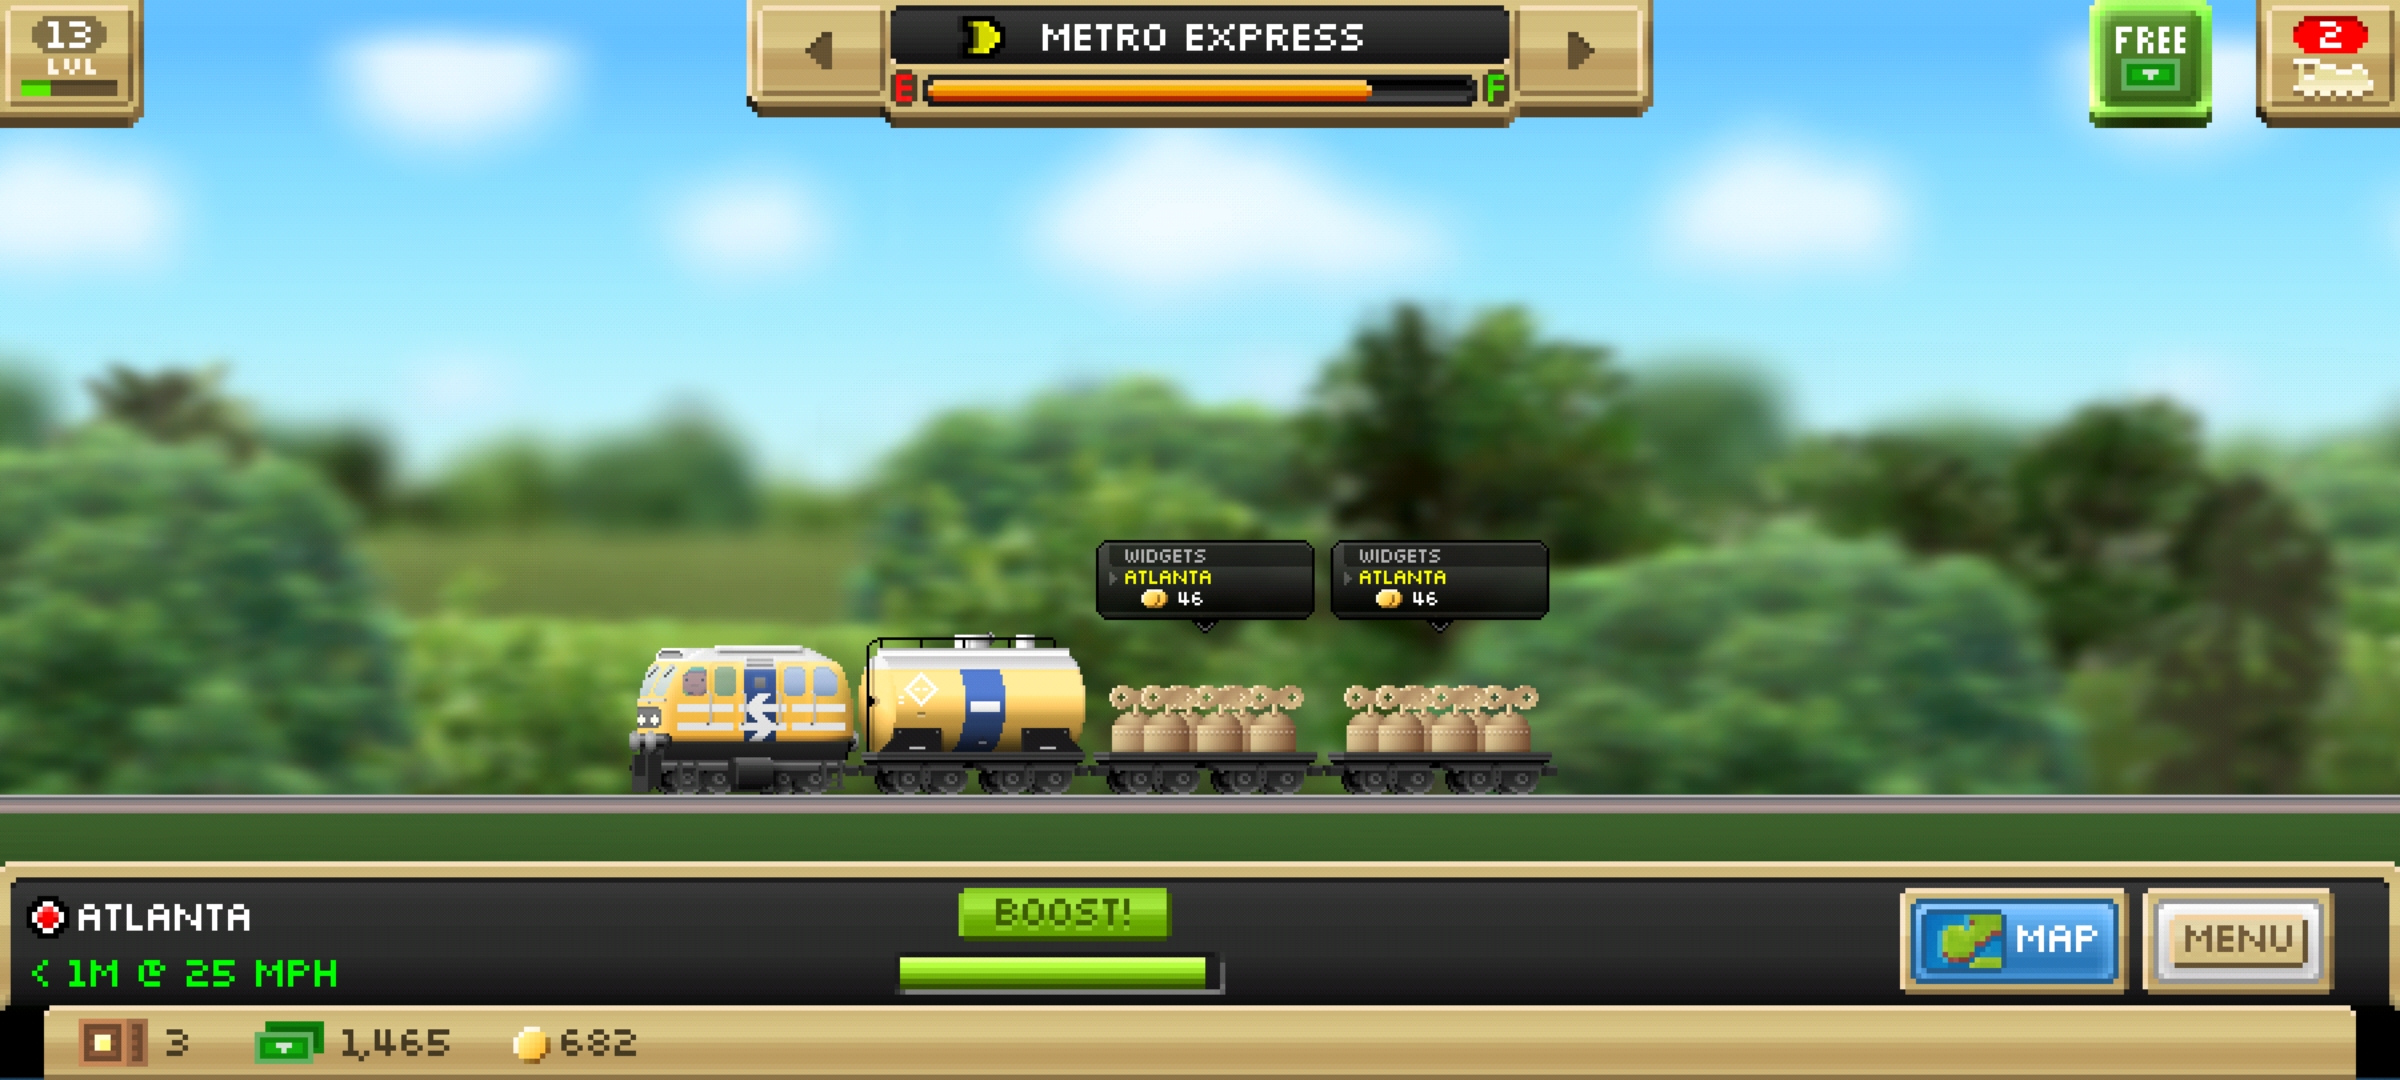 13
LVL
METRO EXPRESS
E F
FREE
2
WIDGETS
ATLANTA
46
WIDGETS
ATLANTA
46
ATLANTA
< 1M @ 25 MPH
BOOST!
MAP
MENU
3 1,465 682